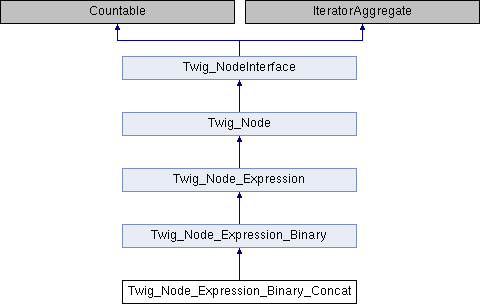 Countable
IteratorAggregate
Twig_NodeInterface
Twig_Node
Twig_Node_Expression
Twig_Node_Expression_Binary
Twig_Node_Expression_Binary_Concat